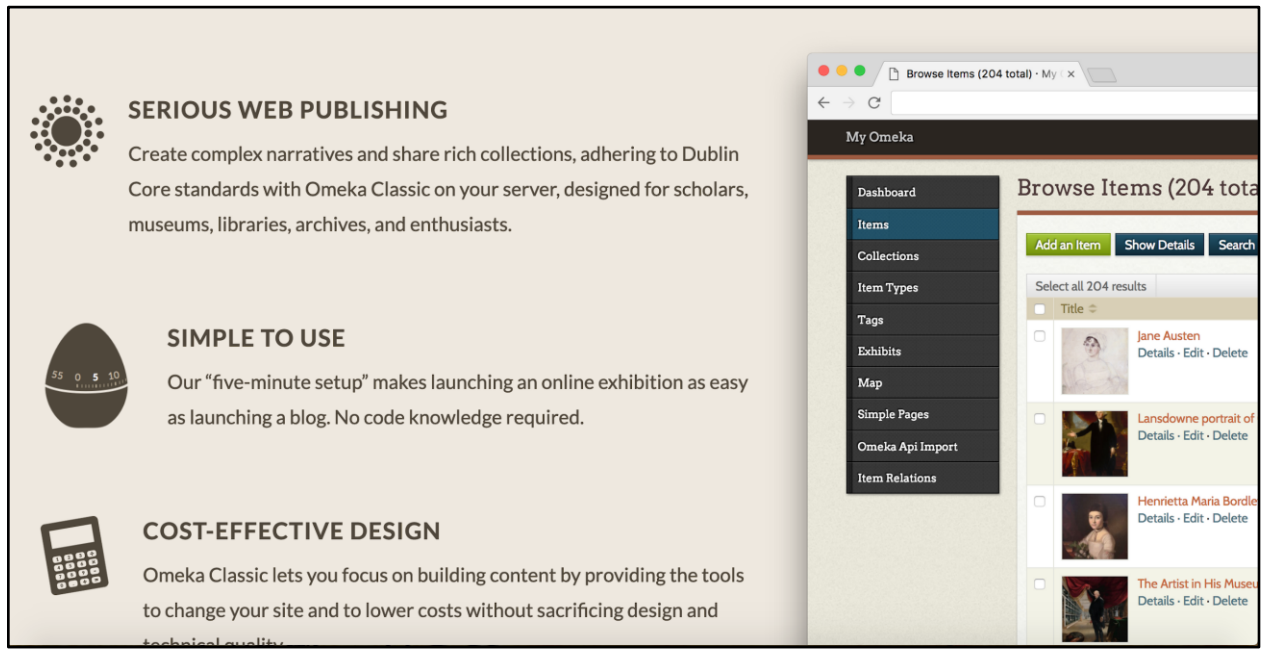 SERIOUS WEB PUBLISHING
Create complex narratives and share rich collections, adhering to Dublin
Core standards with Omeka Classic on your server, designed for scholars,
museums, libraries, archives, and enthusiasts.
55 0 5 10
SIMPLE TO USE
Our “five-minute setup” makes launching an online exhibition as easy
as launching a blog. No code knowledge required.
COST-EFFECTIVE DESIGN
Omeka Classic lets you focus on building content by providing the tools
to change your site and to lower costs without sacrificing design and
technical quality
Browse Items (204 total) · My
My Omeka
Dashboard
Items
Collections
Item Types
Tags
Exhibits
Map
Simple Pages
Omeka Api Import
Item Relations
Browse Items (204 tota
Add an Item Show Details Search
Select all 204 results
Title
Jane Austen
Details · Edit · Delete
Lansdowne portrait of
Details · Edit · Delete
Henrietta Maria Bordle
Details · Edit · Delete
The Artist in His Museu
Details · Edit · Delete